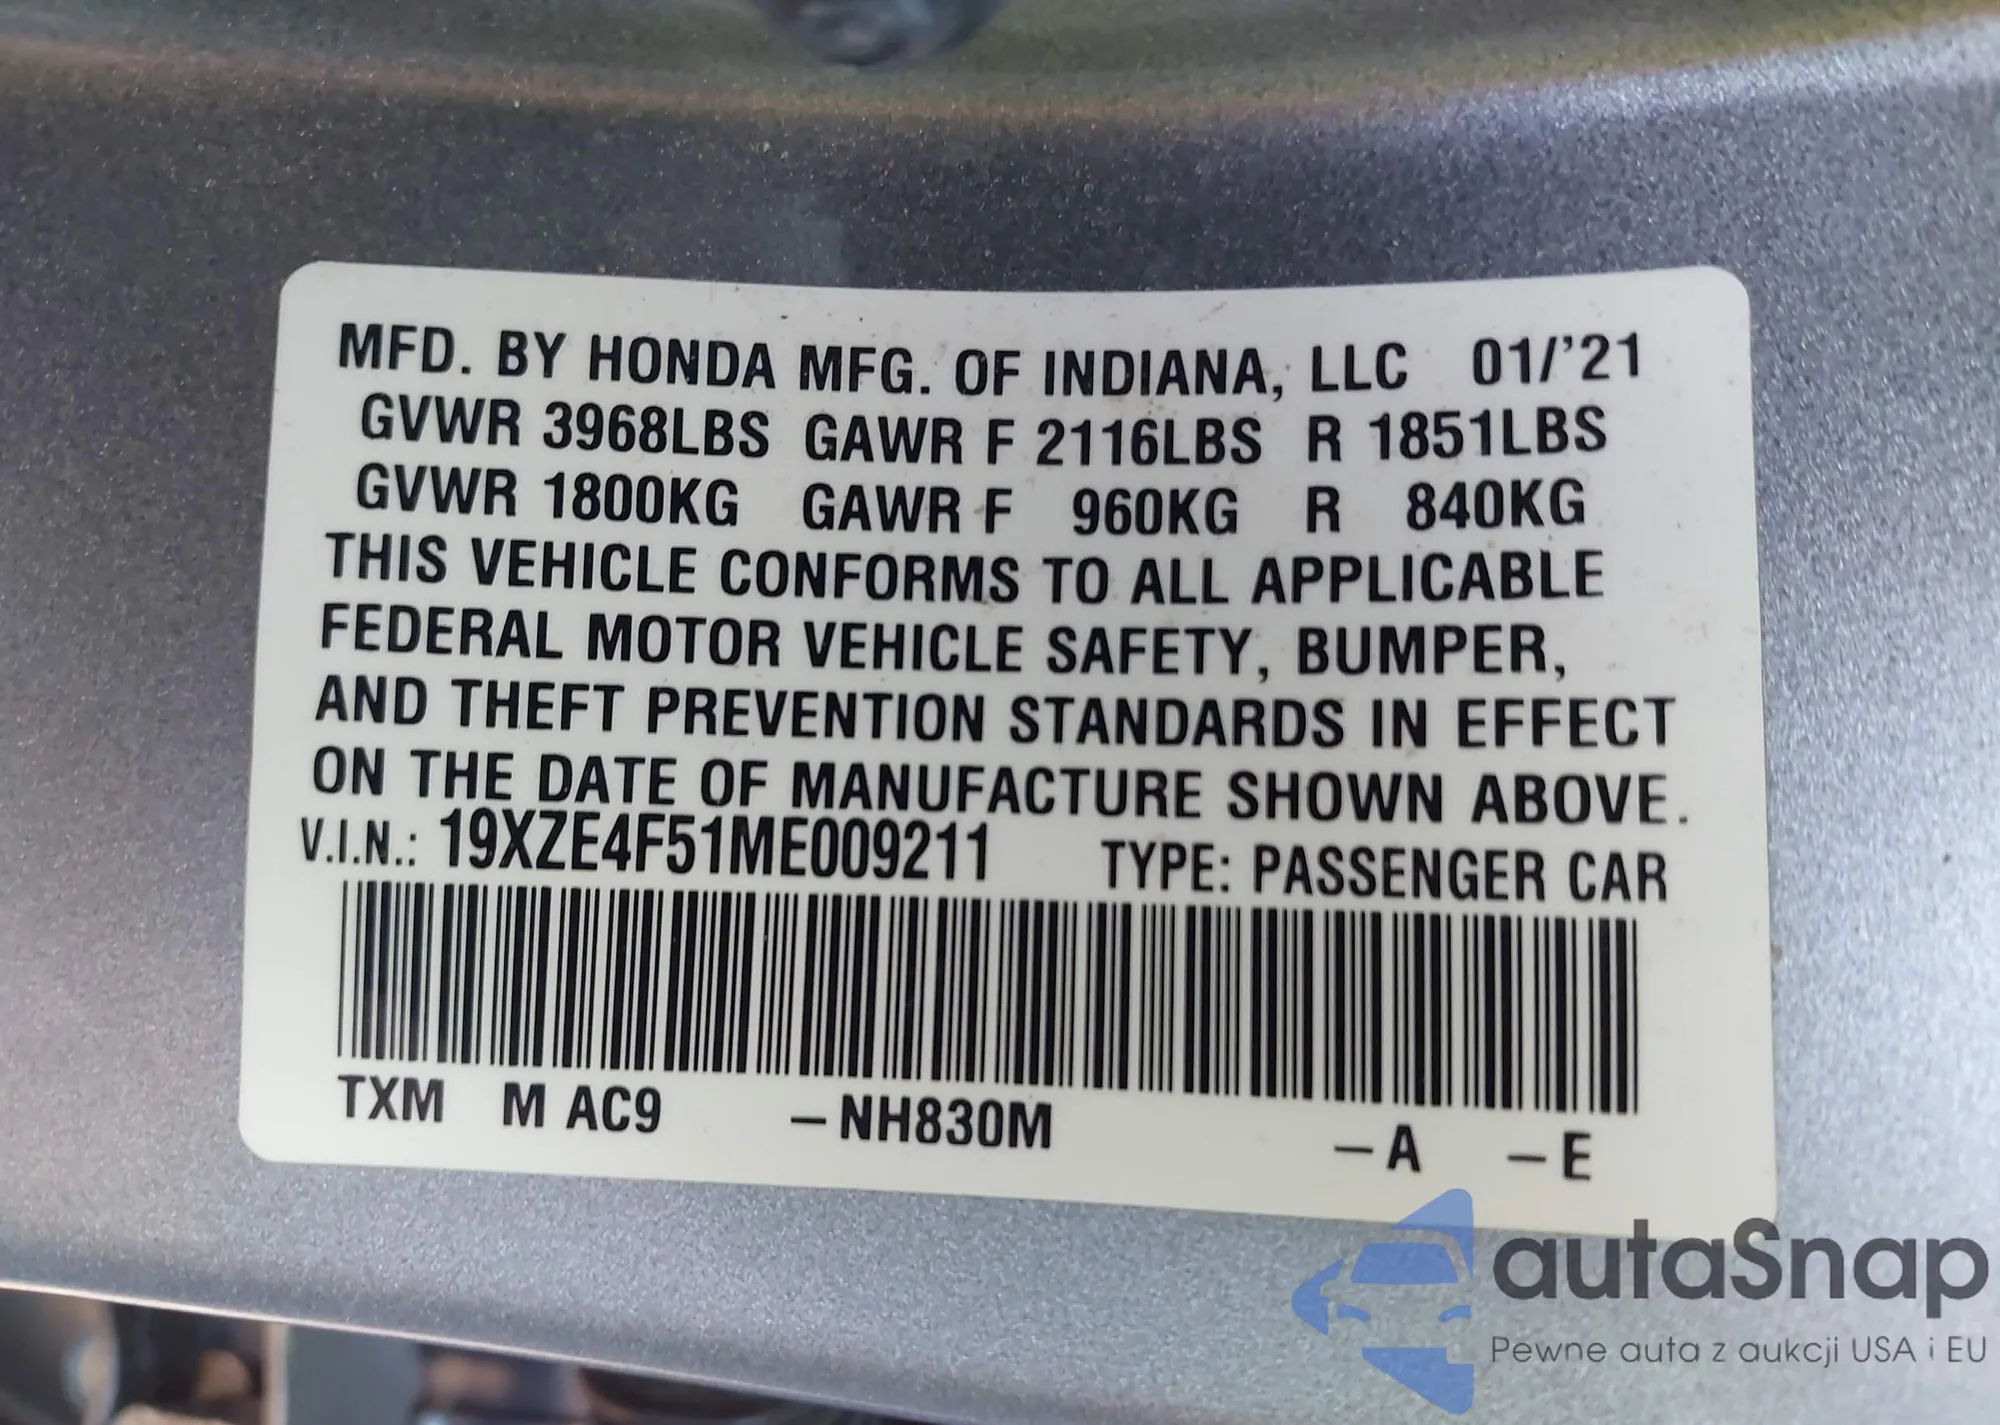 MFD. BY HONDA MFG. OF INDIANA, LLC 01/'21
GVWR 3968LBS GAWR F 2116LBS R 1851LBS
GVWR 1800KG GAWR F 960KG R 840KG
THIS VEHICLE CONFORMS TO ALL APPLICABLE
FEDERAL MOTOR VEHICLE SAFETY, BUMPER,
AND THEFT PREVENTION STANDARDS IN EFFECT
ON THE DATE OF MANUFACTURE SHOWN ABOVE.
V.I.N.: 19XZE4F51ME009211 TYPE: PASSENGER CAR
TXM M AC9 –NH830M –A –E
autaSnap
Pewne auta z aukcji USA i EU